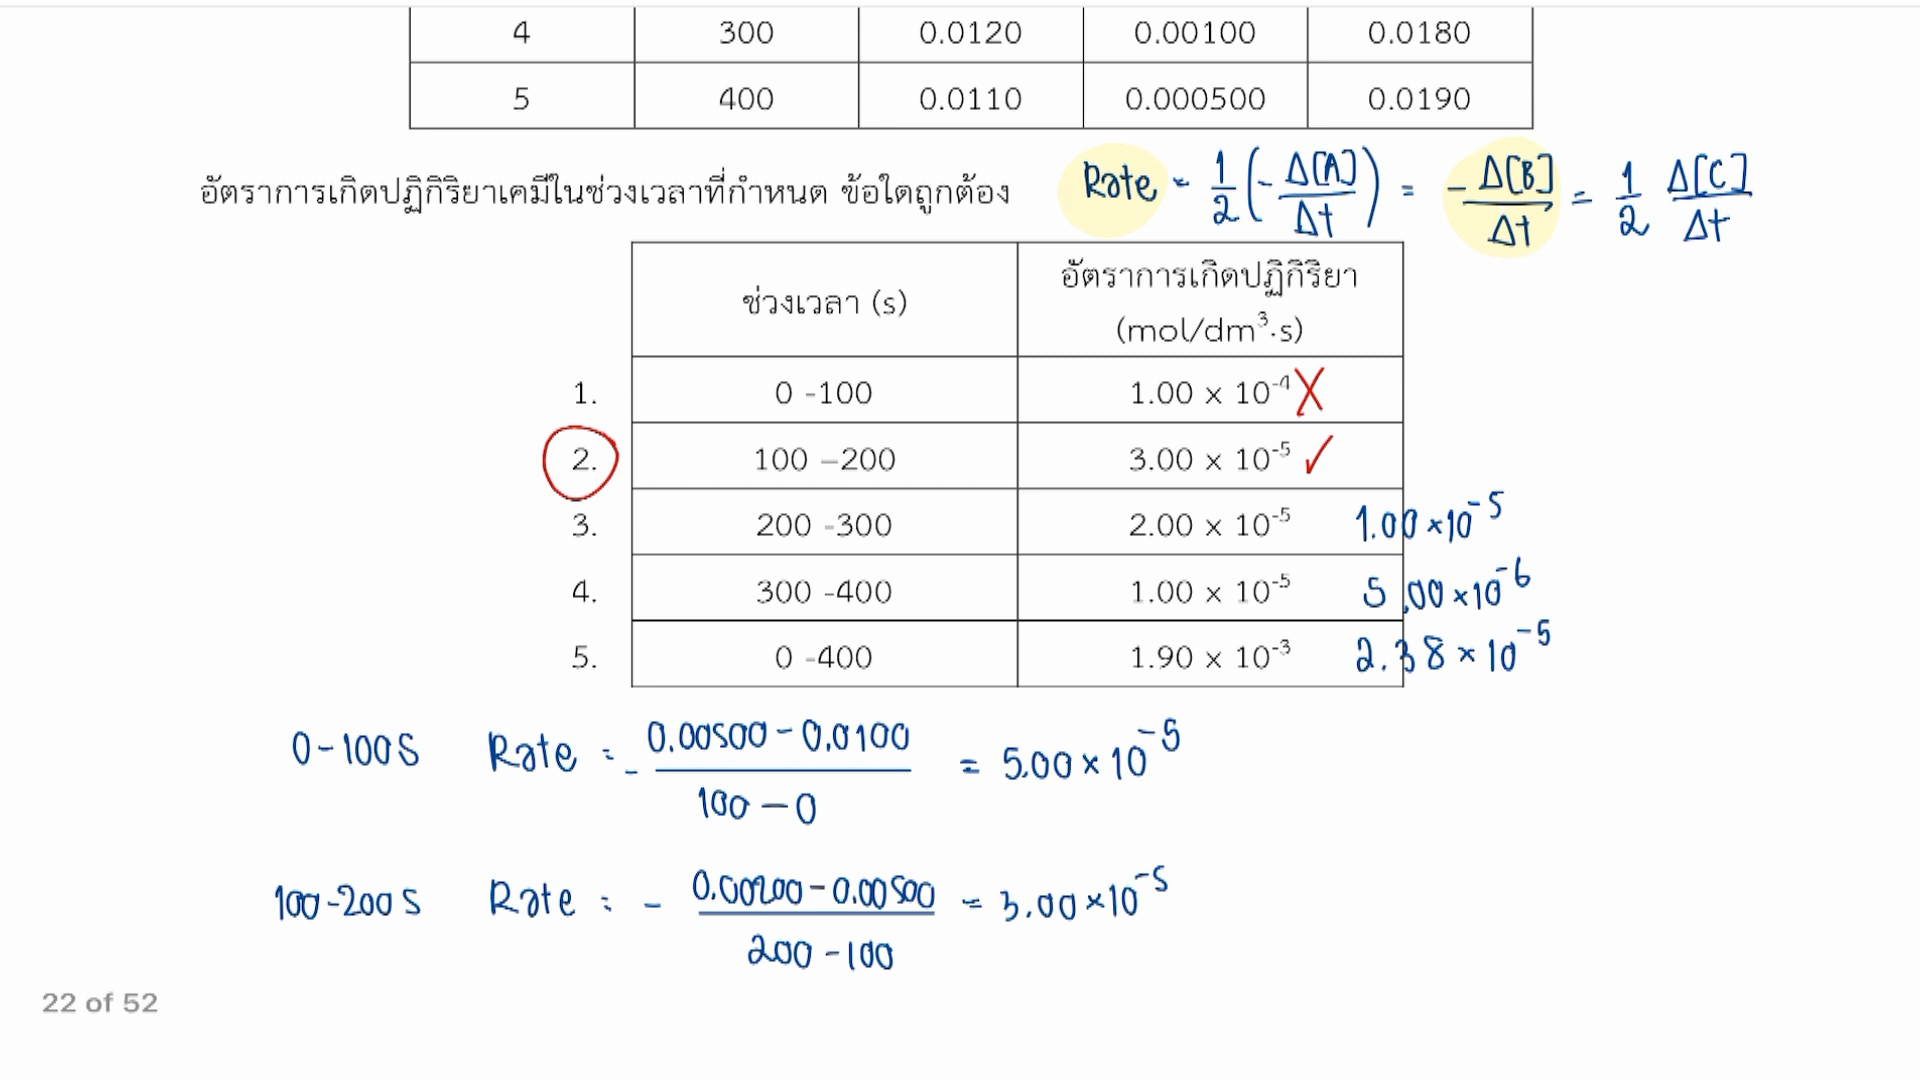 4 300 0.0120 0.00100 0.0180
5 400 0.0110 0.000500 0.0190
อัตราการเกิดปฏิกิริยาเคมีในช่วงเวลาที่กำหนด ข้อใดถูกต้อง Rate = 1/2 (- Δ[A]/Δt) = - Δ[B]/Δt = 1/2 Δ[C]/Δt
ช่วงเวลา (s) อัตราการเกิดปฏิกิริยา
(mol/dm³·s)
1. 0 -100 1.00 × 10⁻⁴ X
2. 100 –200 3.00 × 10⁻⁵ ✓
3. 200 -300 2.00 × 10⁻⁵ 1.00 × 10⁻⁵
4. 300 -400 1.00 × 10⁻⁵ 5.00 × 10⁻⁶
5. 0 -400 1.90 × 10⁻³ 2.38 × 10⁻⁵
0-100 s Rate = - (0.00500 - 0.0100)/(100 - 0) = 5.00 × 10⁻⁵
100-200 s Rate = - (0.00200 - 0.00500)/(200 - 100) = 3.00 × 10⁻⁵
22 of 52